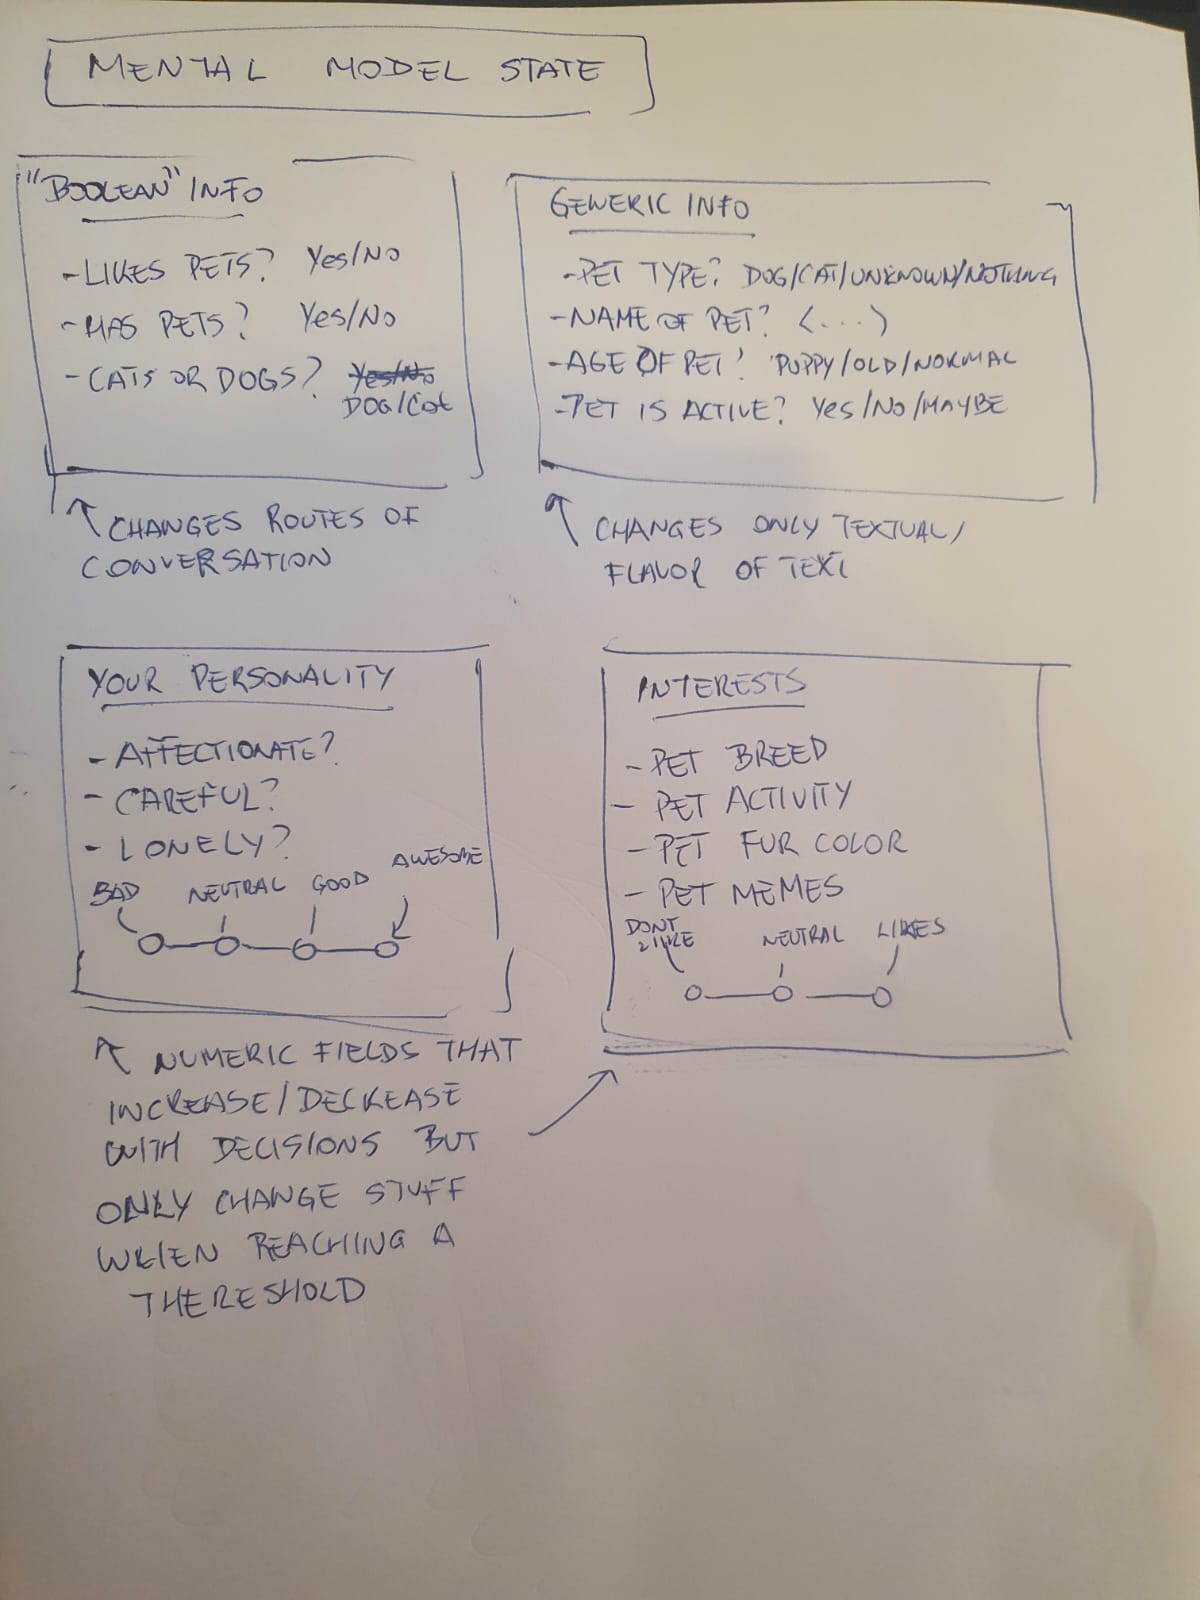 MENTAL MODEL STATE
"BOOLEAN" INFO
- LIKES PETS? Yes/No
- HAS PETS? Yes/No
- CATS OR DOGS? Yes/No
DOG/Cat
↑ CHANGES ROUTES OF
CONVERSATION
GENERIC INFO
- PET TYPE? DOG/CAT/UNKNOWN/NOTHING
- NAME OF PET? <...>
- AGE OF PET? PUPPY/OLD/NORMAL
- PET IS ACTIVE? Yes/No/MAYBE
↑ CHANGES ONLY TEXTUAL/
FLAVOR OF TEXT
YOUR PERSONALITY
- AFFECTIONATE?
- CAREFUL?
- LONELY?
BAD NEUTRAL GOOD AWESOME
↑ NUMERIC FIELDS THAT
INCREASE/DECREASE
WITH DECISIONS BUT
ONLY CHANGE STUFF
WHEN REACHING A
THERESHOLD
INTERESTS
- PET BREED
- PET ACTIVITY
- PET FUR COLOR
- PET MEMES
DONT
LIKE NEUTRAL LIKES